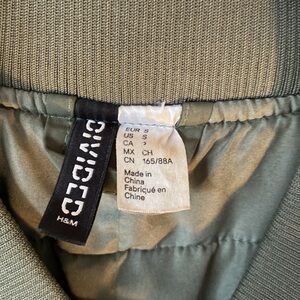 DIVIDED
H&M
EUR S
US S
CA
MX CH
CN 165/88A
Made in
China
Fabriqué en
Chine